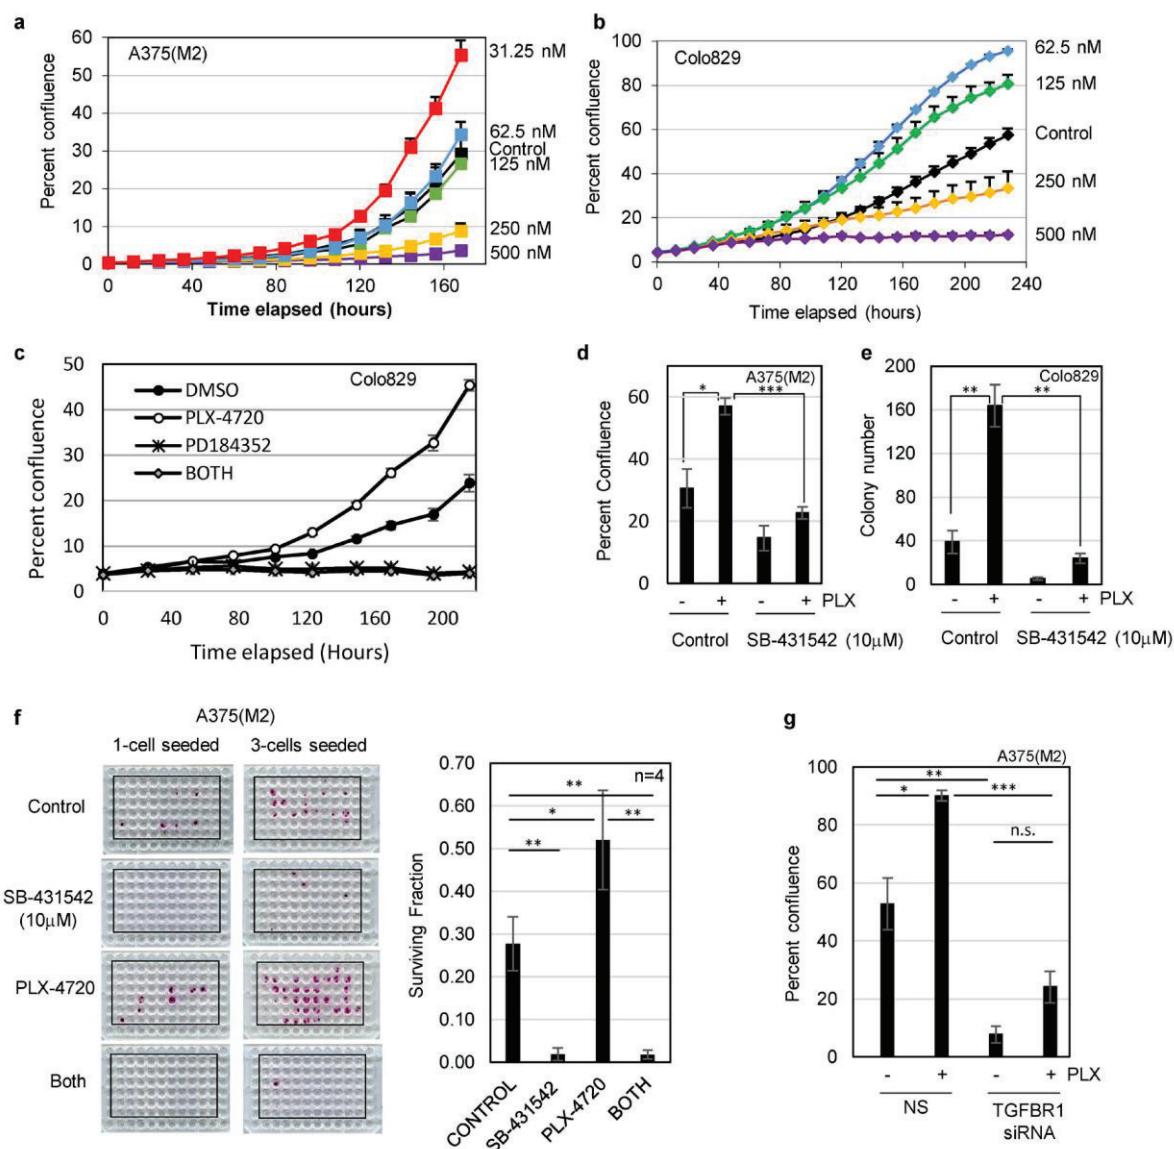 a
A375(M2)
Percent confluence
60
50
40
30
20
10
0
0 40 80 120 160
Time elapsed (hours)
31.25 nM
62.5 nM
Control
125 nM
250 nM
500 nM
b
Colo829
Percent confluence
100
80
60
40
20
0
0 40 80 120 160 200 240
Time elapsed (hours)
62.5 nM
125 nM
Control
250 nM
500 nM
c
Colo829
DMSO
PLX-4720
PD184352
BOTH
Percent confluence
50
40
30
20
10
0
0 40 80 120 160 200
Time elapsed (Hours)
d
A375(M2)
Percent Confluence
60
40
20
0
* ***
- + - + PLX
Control SB-431542 (10µM)
e
Colo829
Colony number
200
160
120
80
40
0
** **
- + - + PLX
Control SB-431542 (10µM)
f
A375(M2)
1-cell seeded 3-cells seeded
Control
SB-431542
(10µM)
PLX-4720
Both
n=4
Surviving Fraction
0.70
0.60
0.50
0.40
0.30
0.20
0.10
0.00
**
* **
**
CONTROL SB-431542 PLX-4720 BOTH
g
A375(M2)
Percent confluence
100
80
60
40
20
0
**
* ***
n.s.
- + - + PLX
NS TGFBR1
siRNA